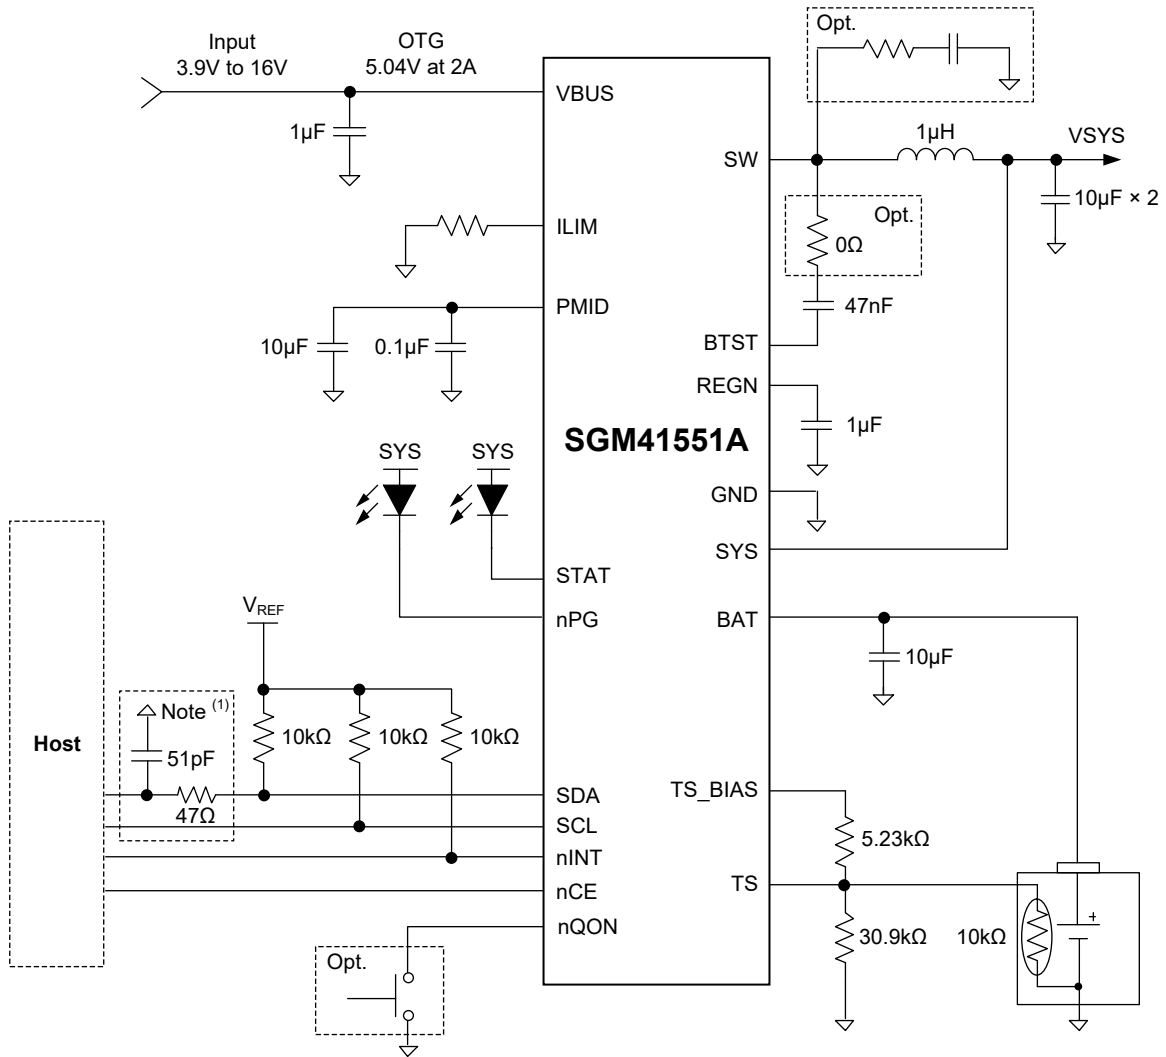 Input
3.9V to 16V
OTG
5.04V at 2A
1µF
VBUS
ILIM
PMID
10µF
0.1µF
SYS
SYS
STAT
nPG
VREF
Host
Note (1)
51pF
47Ω
10kΩ
10kΩ
10kΩ
SDA
SCL
nINT
nCE
nQON
Opt.
SGM41551A
SW
BTST
REGN
GND
SYS
BAT
TS_BIAS
TS
Opt.
1µH
VSYS
10µF × 2
Opt.
0Ω
47nF
1µF
10µF
5.23kΩ
30.9kΩ
10kΩ
+